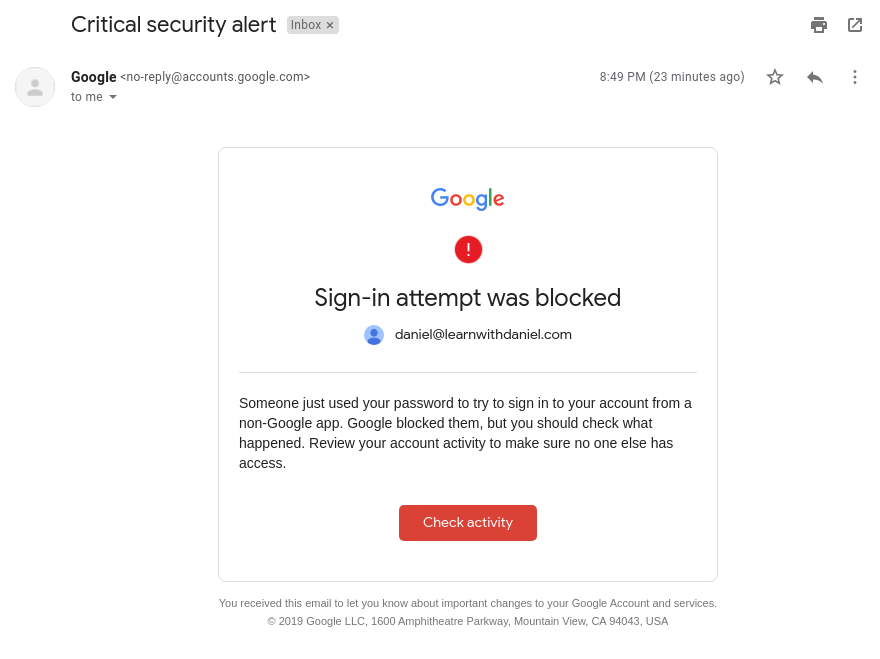 Critical security alert Inbox ×
Google <no-reply@accounts.google.com> 8:49 PM (23 minutes ago)
to me
Google
!
Sign-in attempt was blocked
daniel@learnwithdaniel.com
Someone just used your password to try to sign in to your account from a
non-Google app. Google blocked them, but you should check what
happened. Review your account activity to make sure no one else has
access.
Check activity
You received this email to let you know about important changes to your Google Account and services.
© 2019 Google LLC, 1600 Amphitheatre Parkway, Mountain View, CA 94043, USA